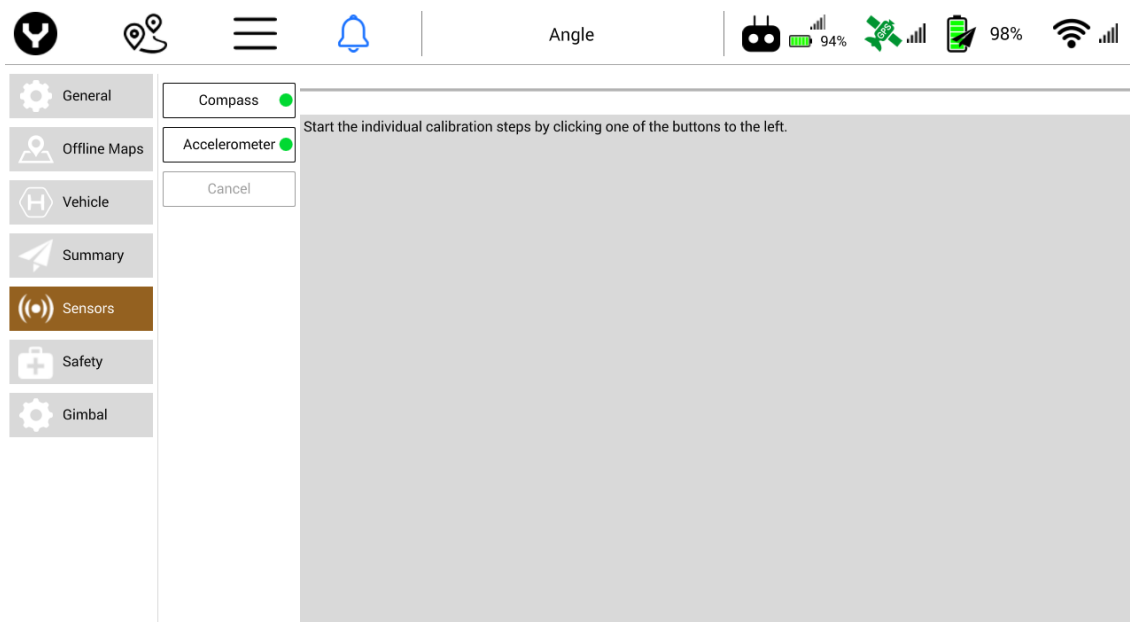 Angle
94%
GPS
98%
General
Offline Maps
Vehicle
Summary
Sensors
Safety
Gimbal
Compass
Accelerometer
Cancel
Start the individual calibration steps by clicking one of the buttons to the left.